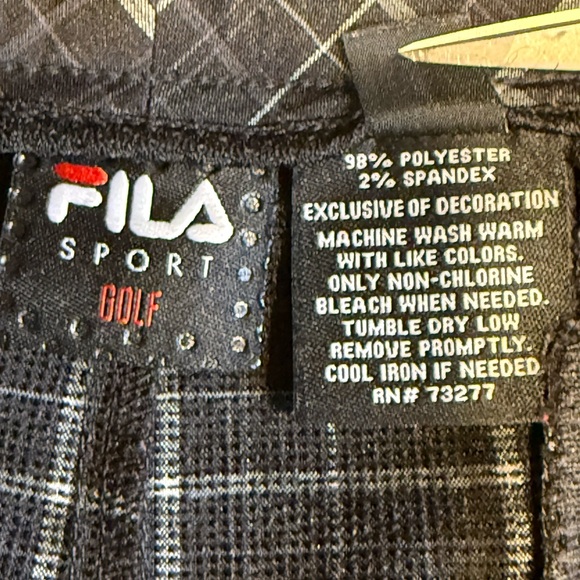 FILA
SPORT
GOLF
98% POLYESTER
2% SPANDEX
EXCLUSIVE OF DECORATION
MACHINE WASH WARM
WITH LIKE COLORS.
ONLY NON-CHLORINE
BLEACH WHEN NEEDED.
TUMBLE DRY LOW
REMOVE PROMPTLY.
COOL IRON IF NEEDED
RN# 73277